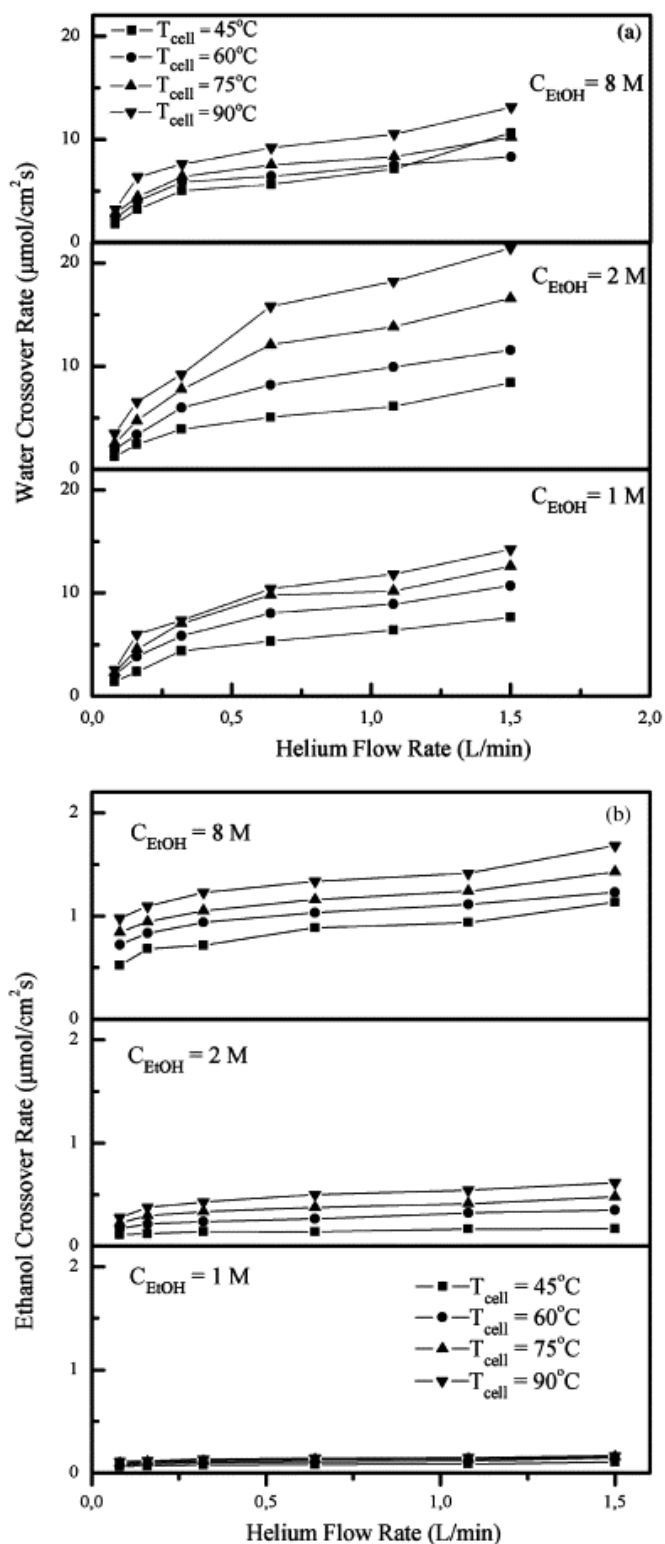 (a)
T_cell = 45°C
T_cell = 60°C
T_cell = 75°C
T_cell = 90°C
C_EtOH = 8 M
20
10
0
C_EtOH = 2 M
20
10
0
C_EtOH = 1 M
20
10
0
Water Crossover Rate (μmol/cm²s)
0,0 0,5 1,0 1,5 2,0
Helium Flow Rate (L/min)
(b)
C_EtOH = 8 M
2
1
0
C_EtOH = 2 M
2
1
0
C_EtOH = 1 M
2
1
0
T_cell = 45°C
T_cell = 60°C
T_cell = 75°C
T_cell = 90°C
Ethanol Crossover Rate (μmol/cm²s)
0,0 0,5 1,0 1,5
Helium Flow Rate (L/min)